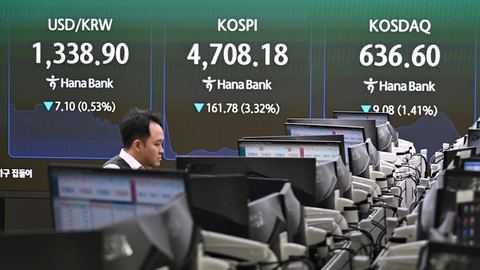 USD/KRW
KOSPI
KOSDAQ
1,338.90
4,708.18
636.60
Hana Bank
Hana Bank
Hana Bank
▼ 7.10 (0.53%)
▼ 161.78 (3.32%)
▼ 9.08 (1.41%)